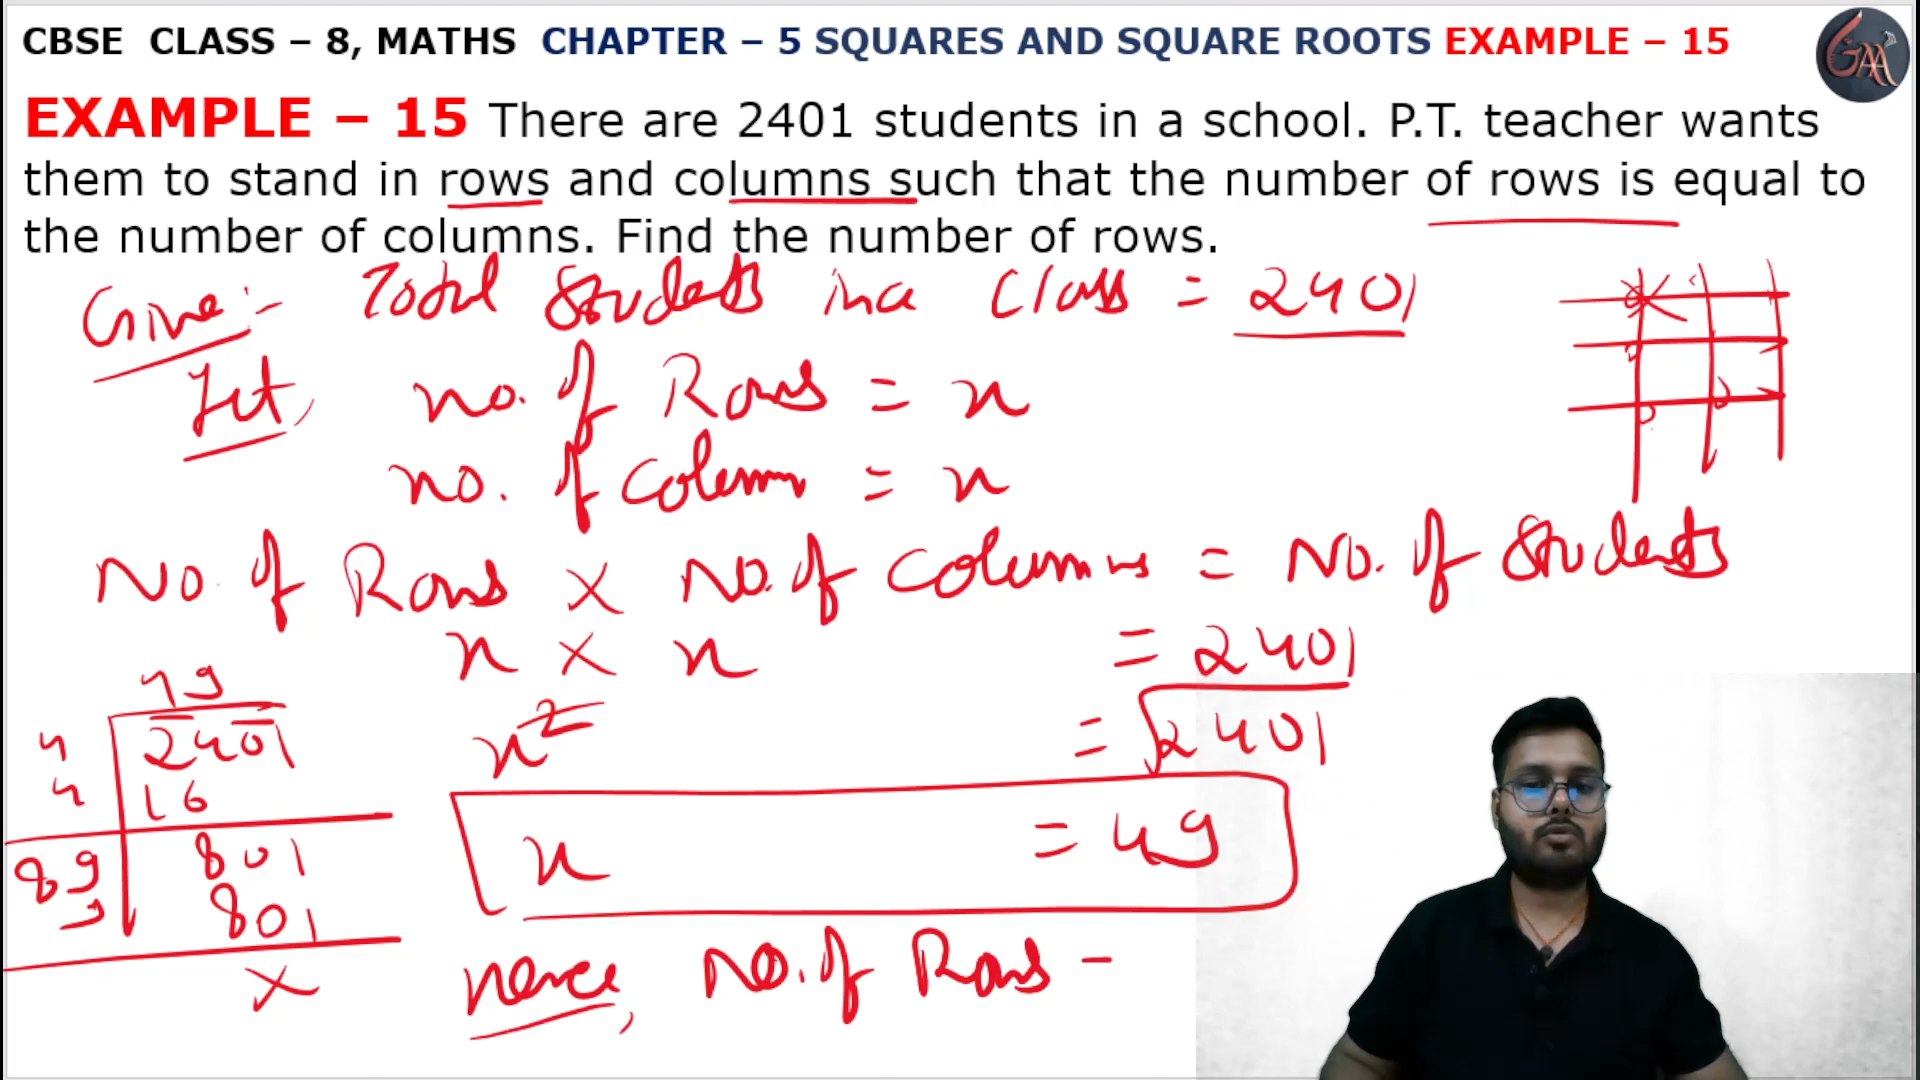 CBSE CLASS – 8, MATHS CHAPTER – 5 SQUARES AND SQUARE ROOTS EXAMPLE – 15
GAA
EXAMPLE – 15 There are 2401 students in a school. P.T. teacher wants
them to stand in rows and columns such that the number of rows is equal to
the number of columns. Find the number of rows.
Give:- Total Students in a Class = 2401
Let, no. of Rows = x
no. of Column = x
No. of Rows × No. of Columns = No. of Students
x × x = 2401
x² = √2401
x = 49
Hence, No. of Rows -
49
4 2401
4 16
89 801
9 801
×